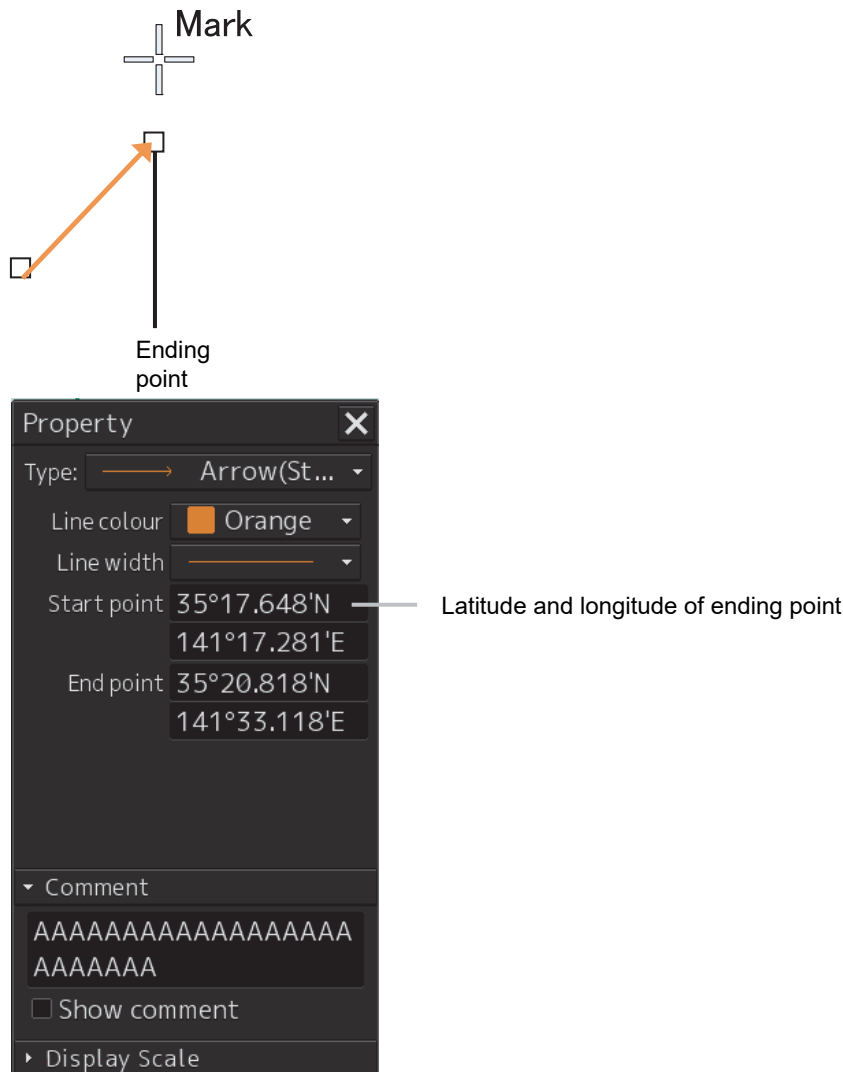 Mark
Ending
point
Property
Type: Arrow(St...
Line colour Orange
Line width
Start point 35°17.648'N
Latitude and longitude of ending point
141°17.281'E
End point 35°20.818'N
141°33.118'E
Comment
AAAAAAAAAAAAAAAAAA
AAAAAAA
Show comment
Display Scale